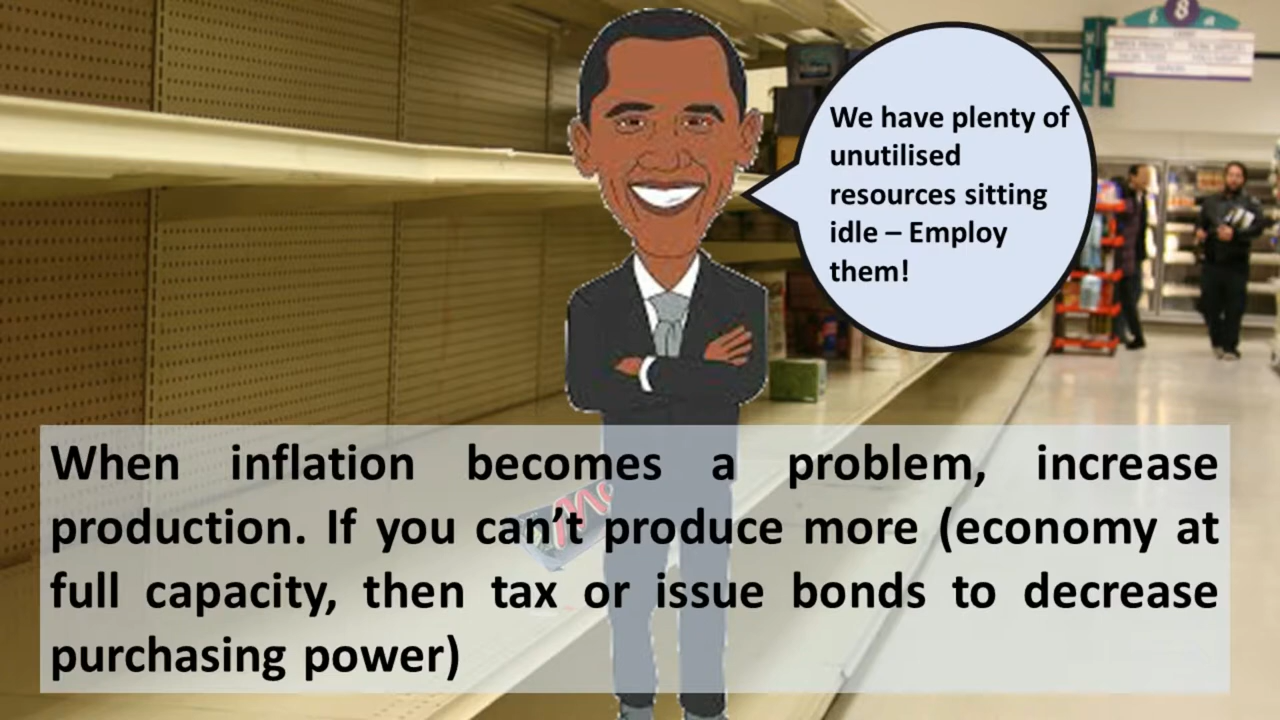 We have plenty of
unutilised
resources sitting
idle – Employ
them!
When inflation becomes a problem, increase
production. If you can’t produce more (economy at
full capacity, then tax or issue bonds to decrease
purchasing power)
8